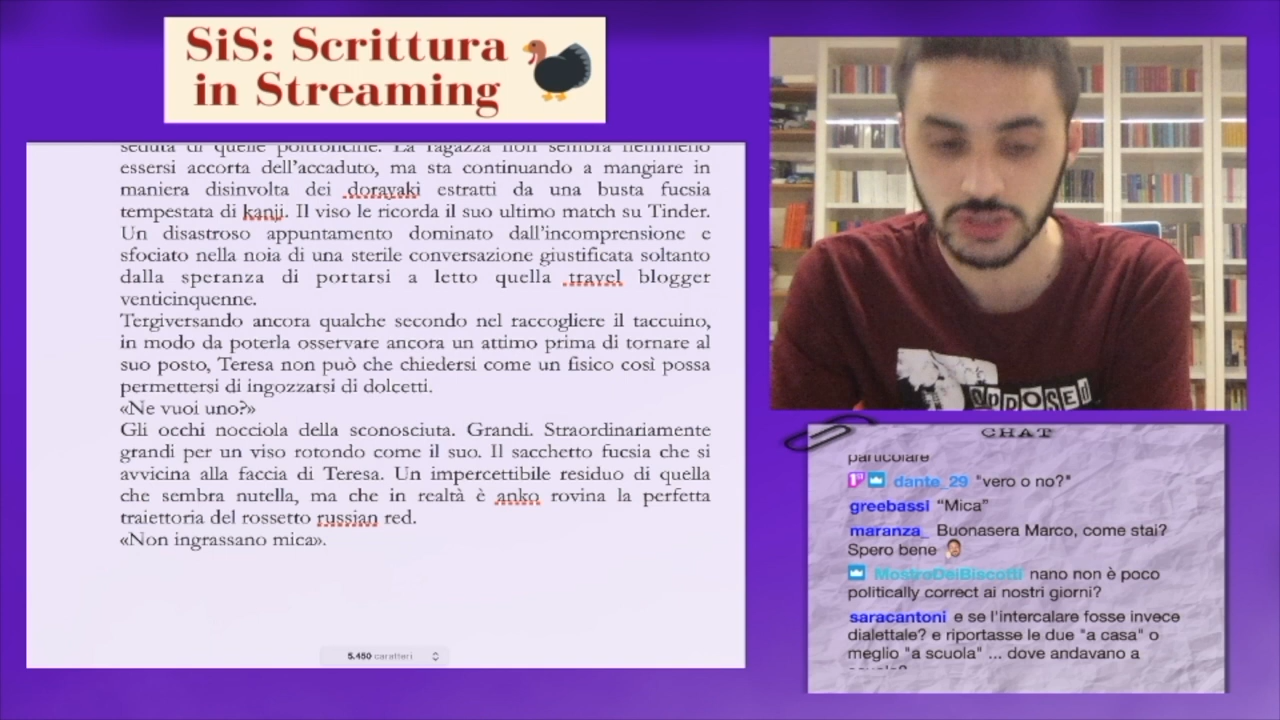 SiS: Scrittura
in Streaming
seduta di quelle poltroncine. La ragazza non sembra nemmeno
essersi accorta dell'accaduto, ma sta continuando a mangiare in
maniera disinvolta dei dorayaki estratti da una busta fucsia
tempestata di kanji. Il viso le ricorda il suo ultimo match su Tinder.
Un disastroso appuntamento dominato dall'incomprensione e
sfociato nella noia di una sterile conversazione giustificata soltanto
dalla speranza di portarsi a letto quella travel blogger
venticinquenne.
Tergiversando ancora qualche secondo nel raccogliere il taccuino,
in modo da poterla osservare ancora un attimo prima di tornare al
suo posto, Teresa non può che chiedersi come un fisico così possa
permettersi di ingozzarsi di dolcetti.
«Ne vuoi uno?»
Gli occhi nocciola della sconosciuta. Grandi. Straordinariamente
grandi per un viso rotondo come il suo. Il sacchetto fucsia che si
avvicina alla faccia di Teresa. Un impercettibile residuo di quella
che sembra nutella, ma che in realtà è anko rovina la perfetta
traiettoria del rossetto russian red.
«Non ingrassano mica».
5.450 caratteri
OPPOSED
CHAT
particolare
dante_29 "vero o no?"
greebassi “Mica”
maranza_ Buonasera Marco, come stai?
Spero bene
MostroDeiBiscotti nano non è poco
politically correct ai nostri giorni?
saracantoni e se l'intercalare fosse invece
dialettale? e riportasse le due "a casa" o
meglio "a scuola" ... dove andavano a